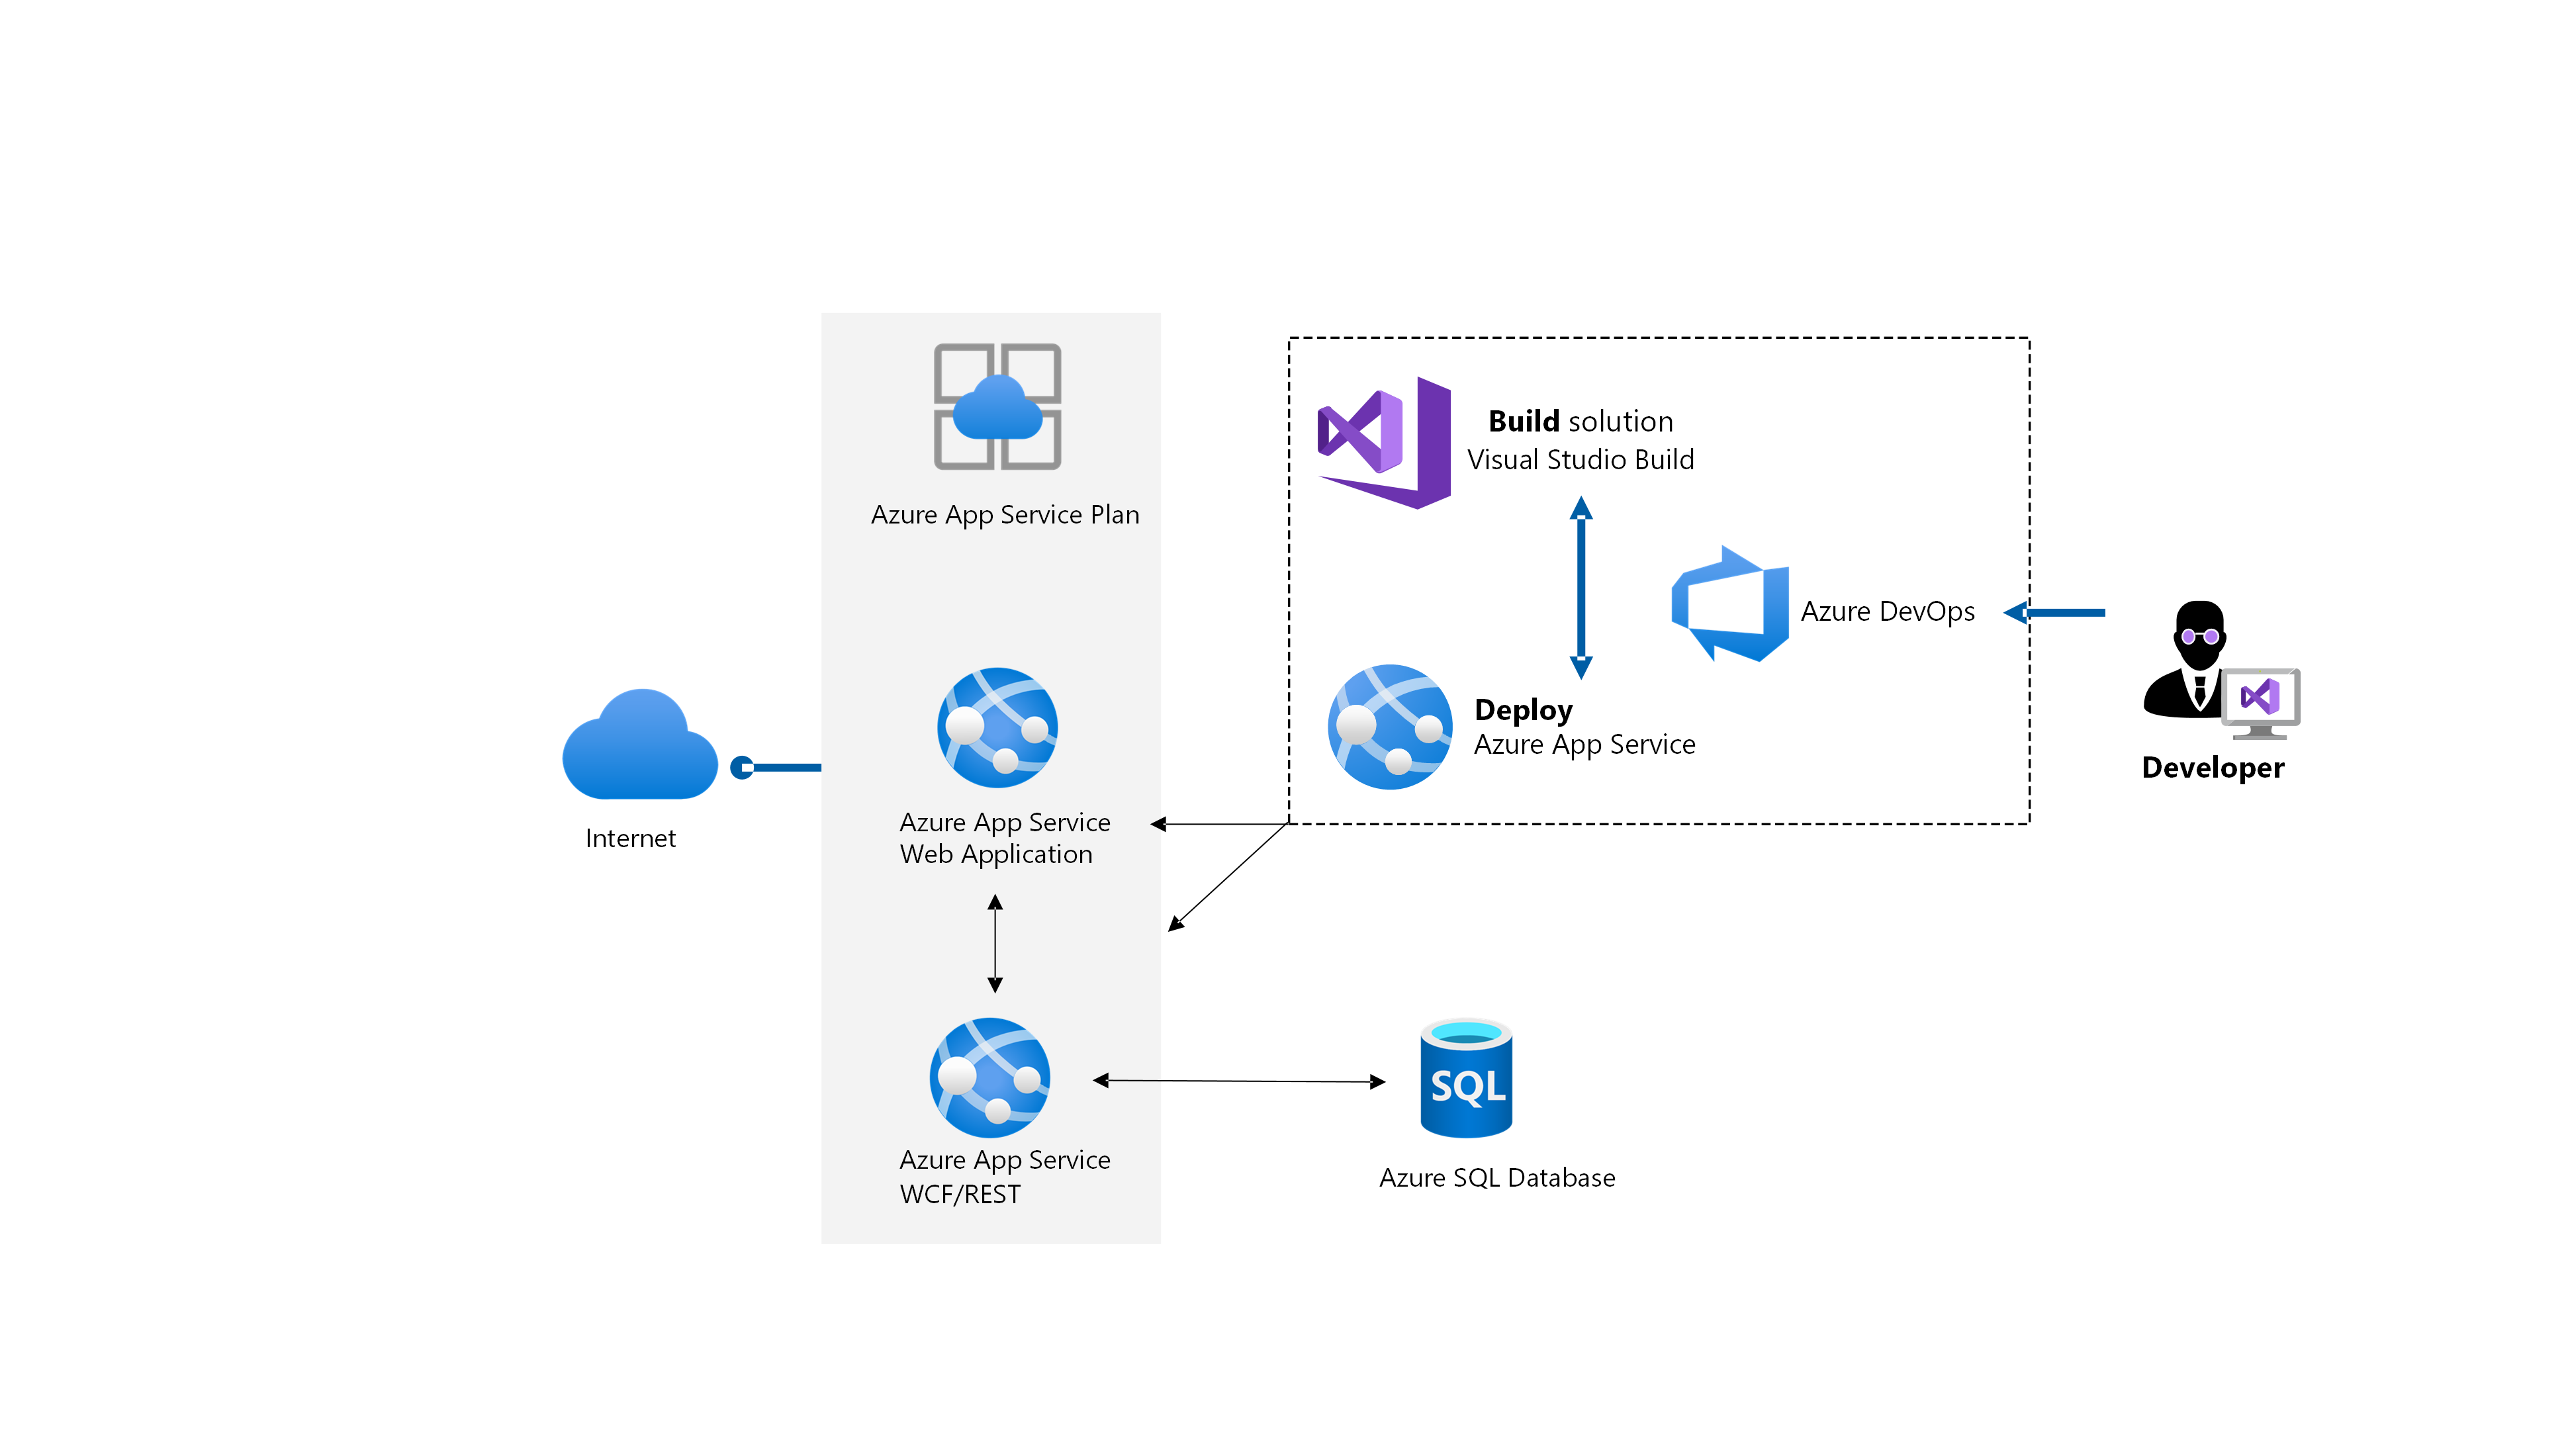 Azure App Service Plan
Build solution
Visual Studio Build
Azure DevOps
Deploy
Azure App Service
Developer
Internet
Azure App Service
Web Application
SQL
Azure App Service
WCF/REST
Azure SQL Database